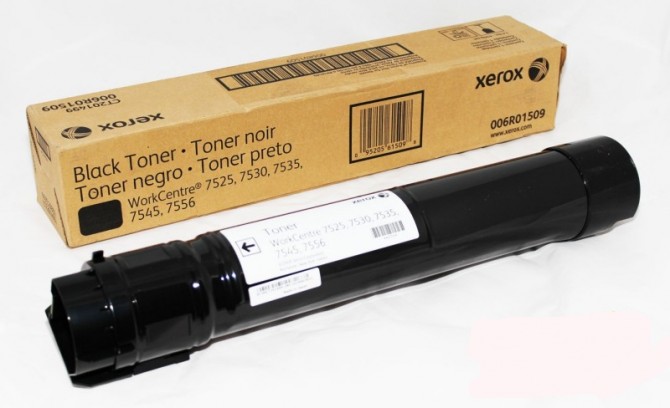 CT201499
006R01509
xerox
Black Toner • Toner noir
Toner negro • Toner preto
WorkCentre® 7525, 7530, 7535,
7545, 7556
xerox
006R01509
www.xerox.com
Toner
WorkCentre 7525, 7530, 7535,
7545, 7556